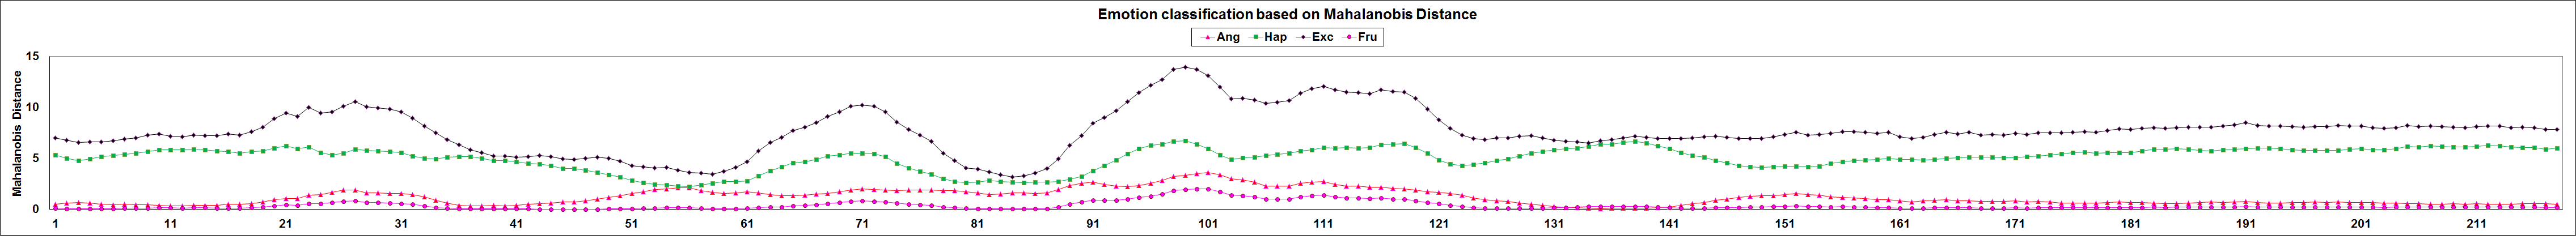 Emotion classification based on Mahalanobis Distance
Ang Hap Exc Fru
Mahalanobis Distance
15
10
5
0
1 11 21 31 41 51 61 71 81 91 101 111 121 131 141 151 161 171 181 191 201 211